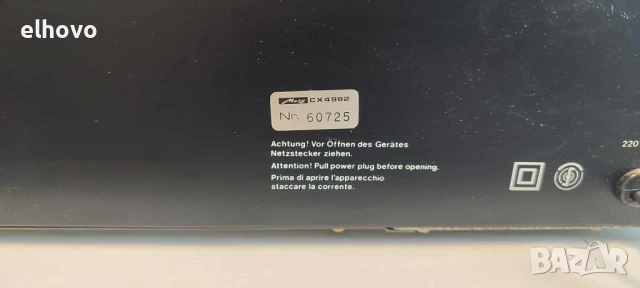 elhovo
Metz CX4982
Nr. 60725
Achtung! Vor Öffnen des Gerätes
Netzstecker ziehen.
Attention! Pull power plug before opening.
Prima di aprire l'apparecchio
staccare la corrente.
220
BAZAR